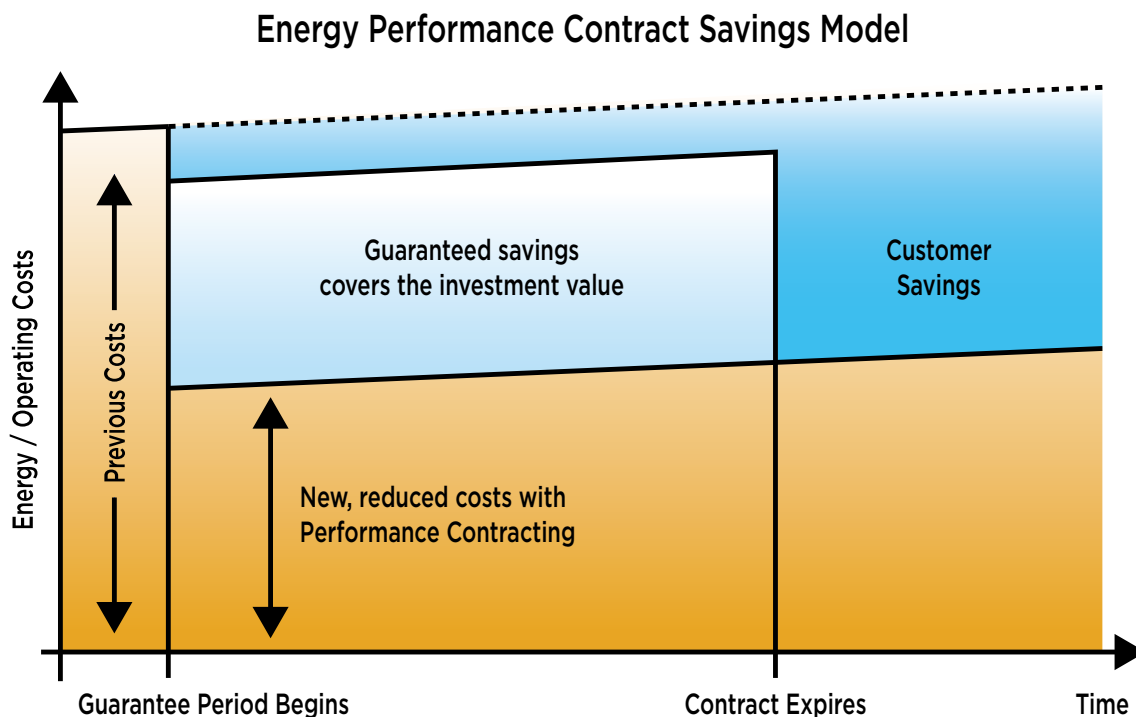 Energy Performance Contract Savings Model
Energy / Operating Costs
Previous Costs
Guaranteed savings
covers the investment value
Customer
Savings
New, reduced costs with
Performance Contracting
Guarantee Period Begins
Contract Expires
Time